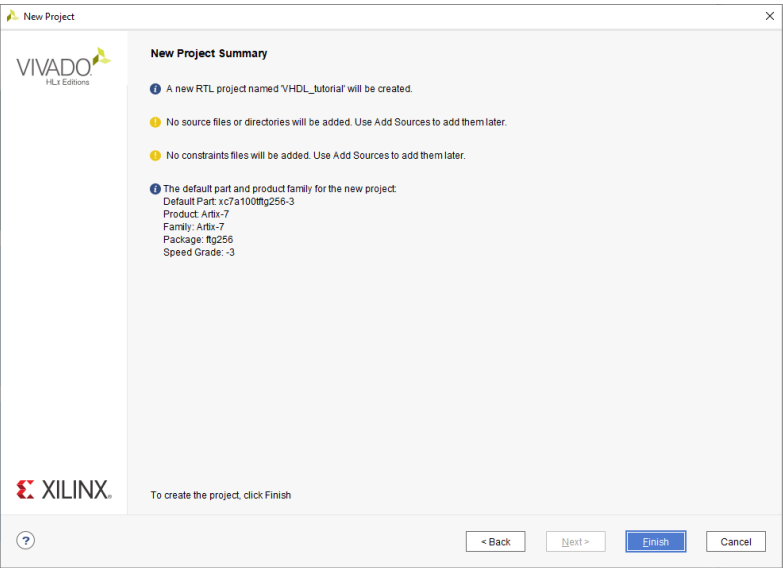 New Project
VIVADO.
HLx Editions
New Project Summary
A new RTL project named 'VHDL_tutorial' will be created.
No source files or directories will be added. Use Add Sources to add them later.
No constraints files will be added. Use Add Sources to add them later.
The default part and product family for the new project:
Default Part: xc7a100tftg256-3
Product: Artix-7
Family: Artix-7
Package: ftg256
Speed Grade: -3
XILINX.
To create the project, click Finish
? < Back Next > Finish Cancel